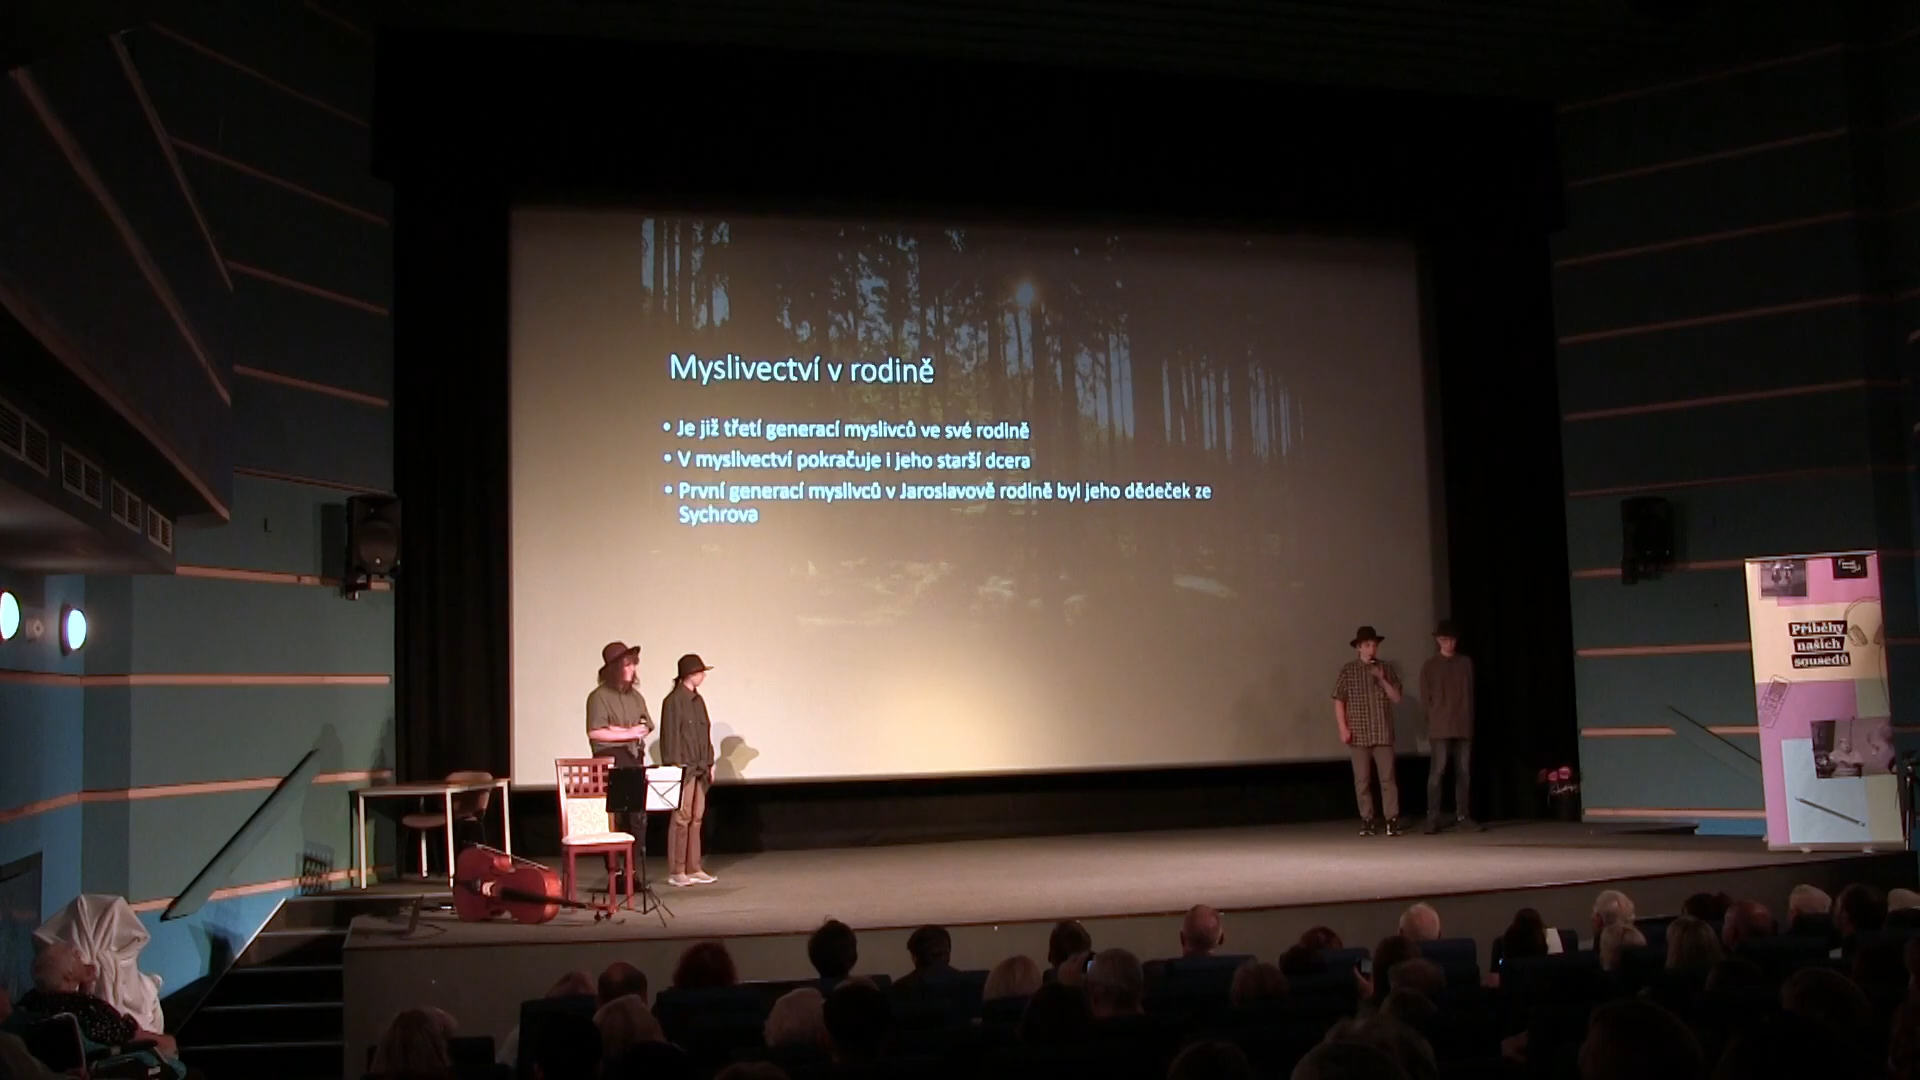 Myslivectví v rodině
• Je již třetí generací myslivců ve své rodině
• V myslivectví pokračuje i jeho starší dcera
• První generací myslivců v Jaroslavově rodině byl jeho dědeček ze
Sychrova
Příběhy
našich
sousedů